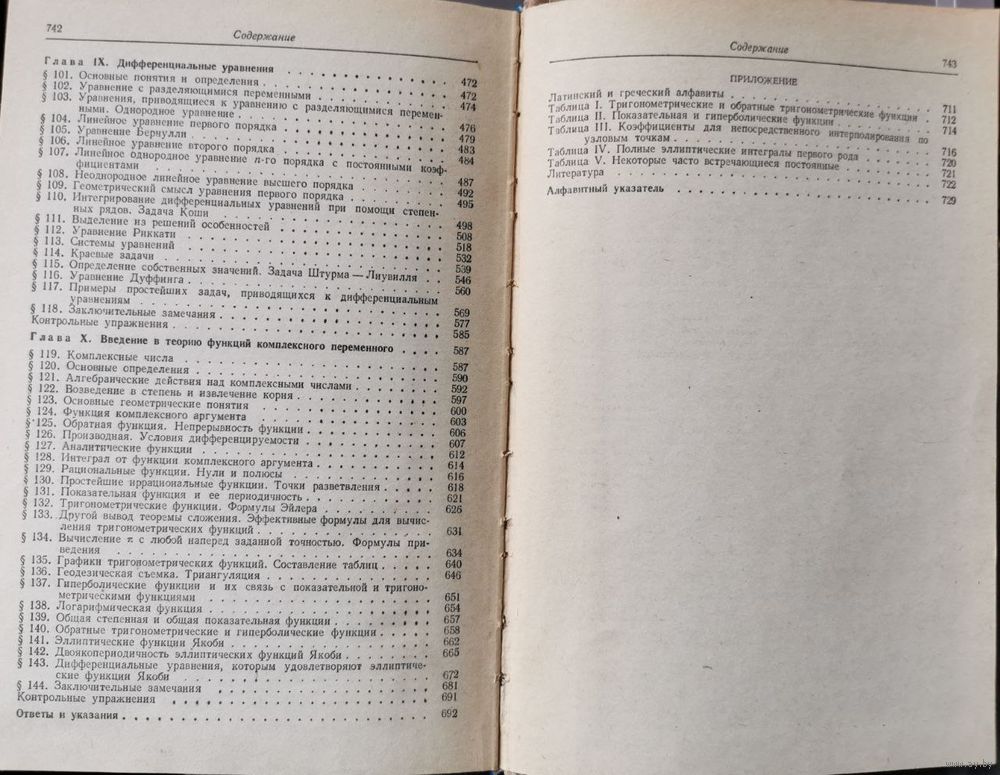 742
Содержание
Глава IX. Дифференциальные уравнения . . . . . . . . . . 472
§ 101. Основные понятия и определения . . . . . . . . . . 472
§ 102. Уравнение с разделяющимися переменными . . . . . . . . 474
§ 103. Уравнения, приводящиеся к уравнению с разделяющимися перемен-
ными. Однородное уравнение . . . . . . . . . . 476
§ 104. Линейное уравнение первого порядка . . . . . . . . . . 479
§ 105. Уравнение Бернулли . . . . . . . . . . 483
§ 106. Линейное уравнение второго порядка . . . . . . . . . . 484
§ 107. Линейное однородное уравнение n-го порядка с постоянными коэф-
фициентами . . . . . . . . . . 487
§ 108. Неоднородное линейное уравнение высшего порядка . . . . . . 492
§ 109. Геометрический смысл уравнения первого порядка . . . . . . 495
§ 110. Интегрирование дифференциальных уравнений при помощи степен-
ных рядов. Задача Коши . . . . . . . . . . 498
§ 111. Выделение из решений особенностей . . . . . . . . . . 508
§ 112. Уравнение Риккати . . . . . . . . . . 518
§ 113. Системы уравнений . . . . . . . . . . 532
§ 114. Краевые задачи . . . . . . . . . . 539
§ 115. Определение собственных значений. Задача Штурма — Лиувилля . . 546
§ 116. Уравнение Дуффинга . . . . . . . . . . 560
§ 117. Примеры простейших задач, приводящихся к дифференциальным
уравнениям . . . . . . . . . . 569
§ 118. Заключительные замечания . . . . . . . . . . 577
Контрольные упражнения . . . . . . . . . . 585
Глава X. Введение в теорию функций комплексного переменного . . . . 587
§ 119. Комплексные числа . . . . . . . . . . 587
§ 120. Основные определения . . . . . . . . . . 590
§ 121. Алгебраические действия над комплексными числами . . . . . . 592
§ 122. Возведение в степень и извлечение корня . . . . . . . . 597
§ 123. Основные геометрические понятия . . . . . . . . . . 600
§ 124. Функция комплексного аргумента . . . . . . . . . . 603
§ 125. Обратная функция. Непрерывность функции . . . . . . . . 606
§ 126. Производная. Условия дифференцируемости . . . . . . . . 607
§ 127. Аналитические функции . . . . . . . . . . 612
§ 128. Интеграл от функции комплексного аргумента . . . . . . . . 614
§ 129. Рациональные функции. Нули и полюсы . . . . . . . . 616
§ 130. Простейшие иррациональные функции. Точки разветвления . . . . . 618
§ 131. Показательная функция и ее периодичность . . . . . . . . 621
§ 132. Тригонометрические функции. Формулы Эйлера . . . . . . . . 626
§ 133. Другой вывод теоремы сложения. Эффективные формулы для вычис-
ления тригонометрических функций . . . . . . . . . . 631
§ 134. Вычисление π с любой наперед заданной точностью. Формулы при-
ведения . . . . . . . . . . 634
§ 135. Графики тригонометрических функций. Составление таблиц . . . . . 640
§ 136. Геодезическая съемка. Триангуляция . . . . . . . . . . 646
§ 137. Гиперболические функции и их связь с показательной и тригоно-
метрическими функциями . . . . . . . . . . 651
§ 138. Логарифмическая функция . . . . . . . . . . 654
§ 139. Общая степенная и общая показательная функции . . . . . . 657
§ 140. Обратные тригонометрические и гиперболические функции . . . . . 658
§ 141. Эллиптические функции Якоби . . . . . . . . . . 662
§ 142. Двоякопериодичность эллиптических функций Якоби . . . . . . 665
§ 143. Дифференциальные уравнения, которым удовлетворяют эллиптиче-
ские функции Якоби . . . . . . . . . . 672
§ 144. Заключительные замечания . . . . . . . . . . 681
Контрольные упражнения . . . . . . . . . . 691
Ответы и указания . . . . . . . . . . 692
Содержание
743
ПРИЛОЖЕНИЕ
Латинский и греческий алфавиты . . . . . . . . . . 711
Таблица I. Тригонометрические и обратные тригонометрические функции . 712
Таблица II. Показательная и гиперболические функции . . . . . . 714
Таблица III. Коэффициенты для непосредственного интерполирования по
узловым точкам . . . . . . . . . . 716
Таблица IV. Полные эллиптические интегралы первого рода . . . . . 720
Таблица V. Некоторые часто встречающиеся постоянные . . . . . . 721
Литература . . . . . . . . . . 722
Алфавитный указатель . . . . . . . . . . 729
www.ay.by